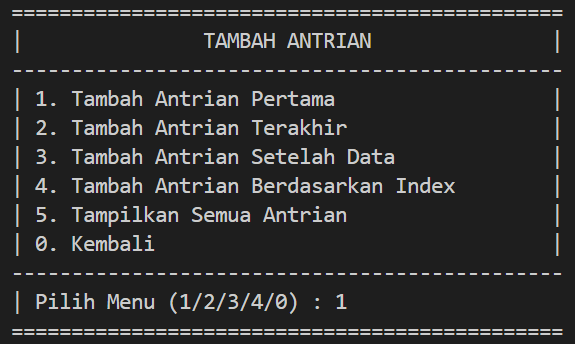 ==============================================
|               TAMBAH ANTRIAN               |
----------------------------------------------
| 1. Tambah Antrian Pertama                  |
| 2. Tambah Antrian Terakhir                 |
| 3. Tambah Antrian Setelah Data             |
| 4. Tambah Antrian Berdasarkan Index        |
| 5. Tampilkan Semua Antrian                 |
| 0. Kembali                                 |
----------------------------------------------
| Pilih Menu (1/2/3/4/0) : 1
==============================================